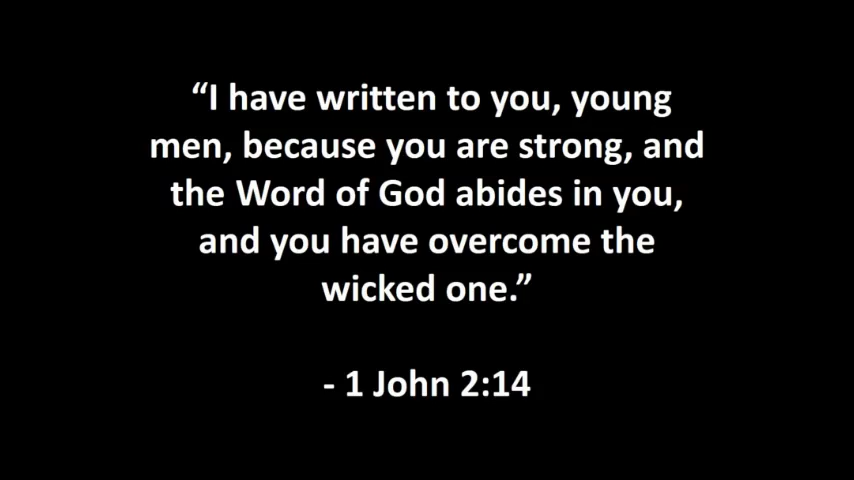 “I have written to you, young
men, because you are strong, and
the Word of God abides in you,
and you have overcome the
wicked one.”
- 1 John 2:14